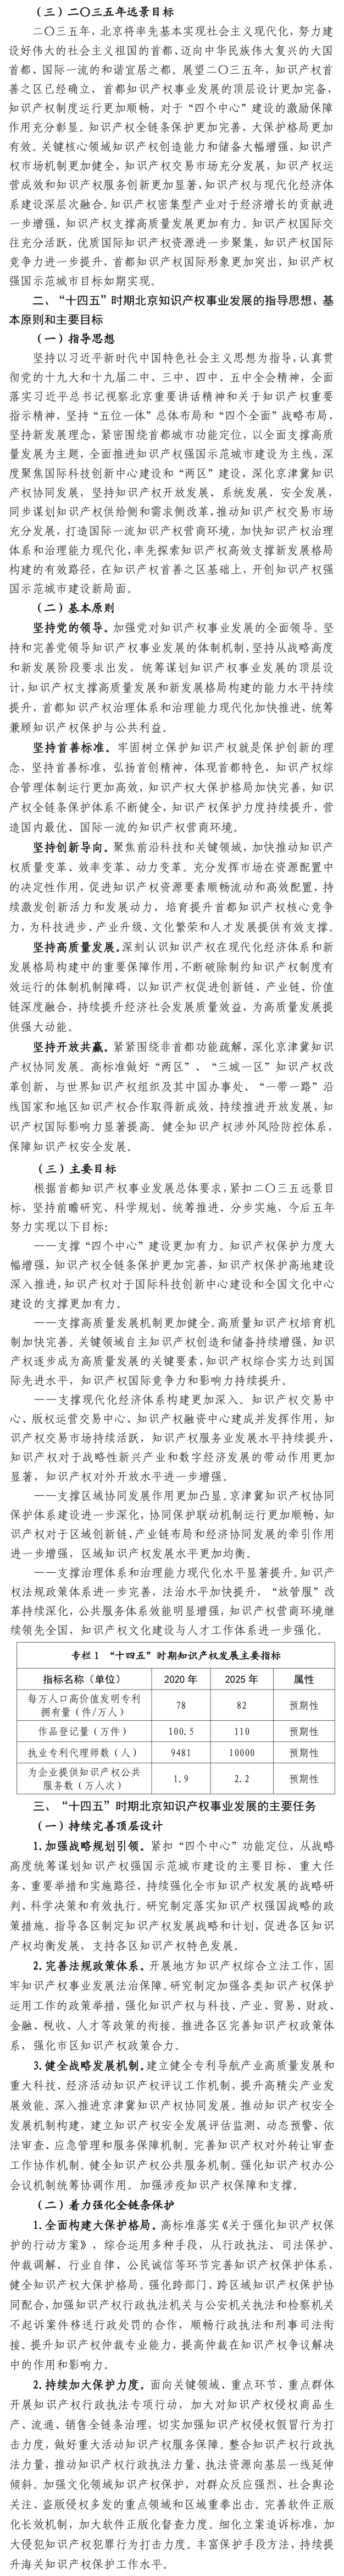 （三）二〇三五年远景目标
二〇三五年，北京将率先基本实现社会主义现代化，努力建
设好伟大的社会主义祖国的首都、迈向中华民族伟大复兴的大国
首都、国际一流的和谐宜居之都。展望二〇三五年，知识产权首
善之区已经确立，首都知识产权事业发展的顶层设计更加完备，
知识产权制度运行更加顺畅，对于“四个中心”建设的激励保障
作用充分彰显。知识产权全链条保护更加完善，大保护格局更加
有效。关键核心领域知识产权创造能力和储备大幅增强，知识产
权市场机制更加健全，知识产权交易市场充分发展，知识产权运
营成效和知识产权服务创新更加显著，知识产权与现代化经济体
系建设深层次融合。知识产权密集型产业对于经济增长的贡献进
一步增强，知识产权支撑高质量发展更加有力。知识产权国际交
往充分活跃，优质国际知识产权资源进一步聚集，知识产权国际
竞争力进一步提升，首都知识产权国际形象更加突出，知识产权
强国示范城市目标如期实现。
二、“十四五”时期北京知识产权事业发展的指导思想、基
本原则和主要目标
（一）指导思想
坚持以习近平新时代中国特色社会主义思想为指导，认真贯
彻党的十九大和十九届二中、三中、四中、五中全会精神，全面
落实习近平总书记视察北京重要讲话精神和关于知识产权重要
指示精神，坚持“五位一体”总体布局和“四个全面”战略布局，
坚持新发展理念，紧密围绕首都城市功能定位，以全面支撑高质
量发展为主题，全面推进知识产权强国示范城市建设为主线，深
度聚焦国际科技创新中心建设和“两区”建设，深化京津冀知识
产权协同发展，坚持知识产权开放发展、系统发展、安全发展，
同步谋划知识产权供给侧和需求侧改革，推动知识产权交易市场
充分发展，打造国际一流知识产权营商环境，加快知识产权治理
体系和治理能力现代化，率先探索知识产权高效支撑新发展格局
构建的有效路径，在知识产权首善之区基础上，开创知识产权强
国示范城市建设新局面。
（二）基本原则
坚持党的领导。加强党对知识产权事业发展的全面领导。坚
持和完善党领导知识产权事业发展的体制机制，坚持从战略高度
和新发展阶段要求出发，统筹谋划知识产权事业发展的顶层设
计，知识产权支撑高质量发展和新发展格局构建的能力水平持续
提升，首都知识产权治理体系和治理能力现代化加快推进，统筹
兼顾知识产权保护与公共利益。
坚持首善标准。牢固树立保护知识产权就是保护创新的理
念，坚持首善标准，弘扬首创精神，体现首都特色，知识产权综
合管理体制运行更加高效，知识产权大保护格局加快完善，知识
产权全链条保护体系不断健全，知识产权保护力度持续提升，营
造国内最优、国际一流的知识产权营商环境。
坚持创新导向。聚焦前沿科技和关键领域，加快推动知识产
权质量变革、效率变革、动力变革。充分发挥市场在资源配置中
的决定性作用，促进知识产权资源要素顺畅流动和高效配置，持
续激发创新活力和发展动力，培育提升首都知识产权核心竞争
力，为科技进步、产业升级、文化繁荣和人才发展提供有效支撑。
坚持高质量发展。深刻认识知识产权在现代化经济体系和新
发展格局构建中的重要保障作用，不断破除制约知识产权制度有
效运行的体制机制障碍，以知识产权促进创新链、产业链、价值
链深度融合，持续提升经济社会发展质量效益，为高质量发展提
供强大动能。
坚持开放共赢。紧紧围绕非首都功能疏解，深化京津冀知识
产权协同发展。高标准做好“两区”、“三城一区”知识产权改
革创新，与世界知识产权组织及其中国办事处、“一带一路”沿
线国家和地区知识产权合作取得新成效，持续推进开放发展，知
识产权国际影响力显著提高。健全知识产权涉外风险防控体系，
保障知识产权安全发展。
（三）主要目标
根据首都知识产权事业发展总体要求，紧扣二〇三五远景目
标，坚持前瞻研究、科学规划、统筹推进、分步实施，今后五年
努力实现以下目标：
——支撑“四个中心”建设更加有力。知识产权保护力度大
幅增强，知识产权全链条保护更加完善，知识产权保护高地建设
深入推进，知识产权对于国际科技创新中心建设和全国文化中心
建设的支撑更加有力。
——支撑高质量发展机制更加健全。高质量知识产权培育机
制加快完善。关键领域自主知识产权创造和储备持续增强，知识
产权逐步成为高质量发展的关键要素，知识产权综合实力达到国
际先进水平，知识产权国际竞争力和影响力持续提升。
——支撑现代化经济体系构建更加深入。知识产权交易中
心、版权运营交易中心、知识产权融资中心建成并发挥作用，知
识产权交易市场持续活跃，知识产权服务业发展水平持续提升，
知识产权对于战略性新兴产业和数字经济发展的带动作用更加
显著，知识产权对外开放水平进一步增强。
——支撑区域协同发展作用更加凸显。京津冀知识产权协同
保护体系建设进一步深化，协同保护联动机制运行更加顺畅，知
识产权对于区域创新链、产业链布局和经济协同发展的牵引作用
进一步增强，区域知识产权发展水平更加均衡。
——支撑治理体系和治理能力现代化水平显著提升。知识产
权法规政策体系进一步完善，法治水平加快提升，“放管服”改
革持续深化，公共服务体系效能明显增强，知识产权营商环境继
续领先全国，知识产权文化建设与人才工作体系进一步强化。
专栏 1 “十四五”时期知识产权发展主要指标
指标名称（单位） 2020 年 2025 年 属性
每万人口高价值发明专利
拥有量（件/万人） 78 82 预期性
作品登记量（万件） 100.5 110 预期性
执业专利代理师数（人） 9481 10000 预期性
为企业提供知识产权公共
服务数（万人次） 1.9 2.2 预期性
三、“十四五”时期北京知识产权事业发展的主要任务
（一）持续完善顶层设计
1.加强战略规划引领。紧扣“四个中心”功能定位，从战略
高度统筹谋划知识产权强国示范城市建设的主要目标、重大任
务、重要举措和实施路径，持续强化全市知识产权发展的战略研
判、科学决策和有效执行。研究制定落实知识产权强国战略的政
策措施。指导各区制定知识产权发展战略和计划，促进各区知识
产权均衡发展，支持各区知识产权特色发展。
2.完善法规政策体系。开展地方知识产权综合立法工作，固
牢知识产权事业发展法治保障。研究制定加强各类知识产权保护
运用工作的政策举措，强化知识产权与科技、产业、贸易、财政、
金融、税收、人才等政策的衔接。推进各区完善知识产权政策体
系，强化市区知识产权政策合力。
3.健全战略发展机制。建立健全专利导航产业高质量发展和
重大科技、经济活动知识产权评议工作机制，提升高精尖产业发
展效能。深入推进京津冀知识产权协同发展。推动知识产权安全
发展机制构建，建立知识产权安全发展评估监测、动态预警、依
法审查、应急管理和服务保障机制。完善知识产权对外转让审查
工作协作机制。健全知识产权公共服务机制。强化知识产权办公
会议机制统筹协调作用。加强涉疫知识产权保障和支撑。
（二）着力强化全链条保护
1.全面构建大保护格局。高标准落实《关于强化知识产权保
护的行动方案》，综合运用多种手段，从行政执法、司法保护、
仲裁调解、行业自律、公民诚信等环节完善知识产权保护体系，
健全知识产权大保护格局。强化跨部门、跨区域知识产权保护协
同配合，加强知识产权行政执法机关与公安机关执法和检察机关
不起诉案件移送行政处罚的合作，顺畅行政执法和刑事司法衔
接。提升知识产权仲裁专业能力，提高仲裁在知识产权争议解决
中的作用和影响力。
2.持续加大保护力度。面向关键领域、重点环节、重点群体
开展知识产权行政执法专项行动，加大对知识产权侵权商品生
产、流通、销售全链条治理，切实加强知识产权侵权假冒行为打
击力度，做好重大活动知识产权服务保障。整合知识产权行政执
法力量，推动知识产权行政执法力量、执法资源向基层一线延伸
倾斜。加强文化领域知识产权保护，对群众反应强烈、社会舆论
关注、盗版侵权多发的重点领域和区域重拳出击。完善软件正版
化长效机制，加大软件正版化督查力度。细化立案追诉标准，加
大侵犯知识产权犯罪行为打击力度。丰富保护手段方法，持续提
升海关知识产权保护工作水平。